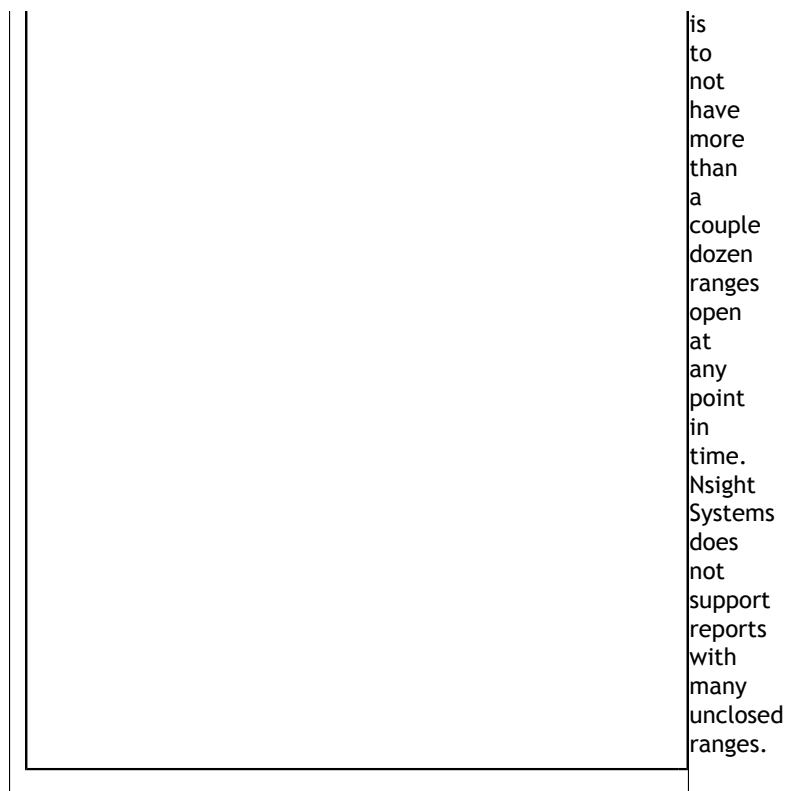 is
to
not
have
more
than
a
couple
dozen
ranges
open
at
any
point
in
time.
Nsight
Systems
does
not
support
reports
with
many
unclosed
ranges.